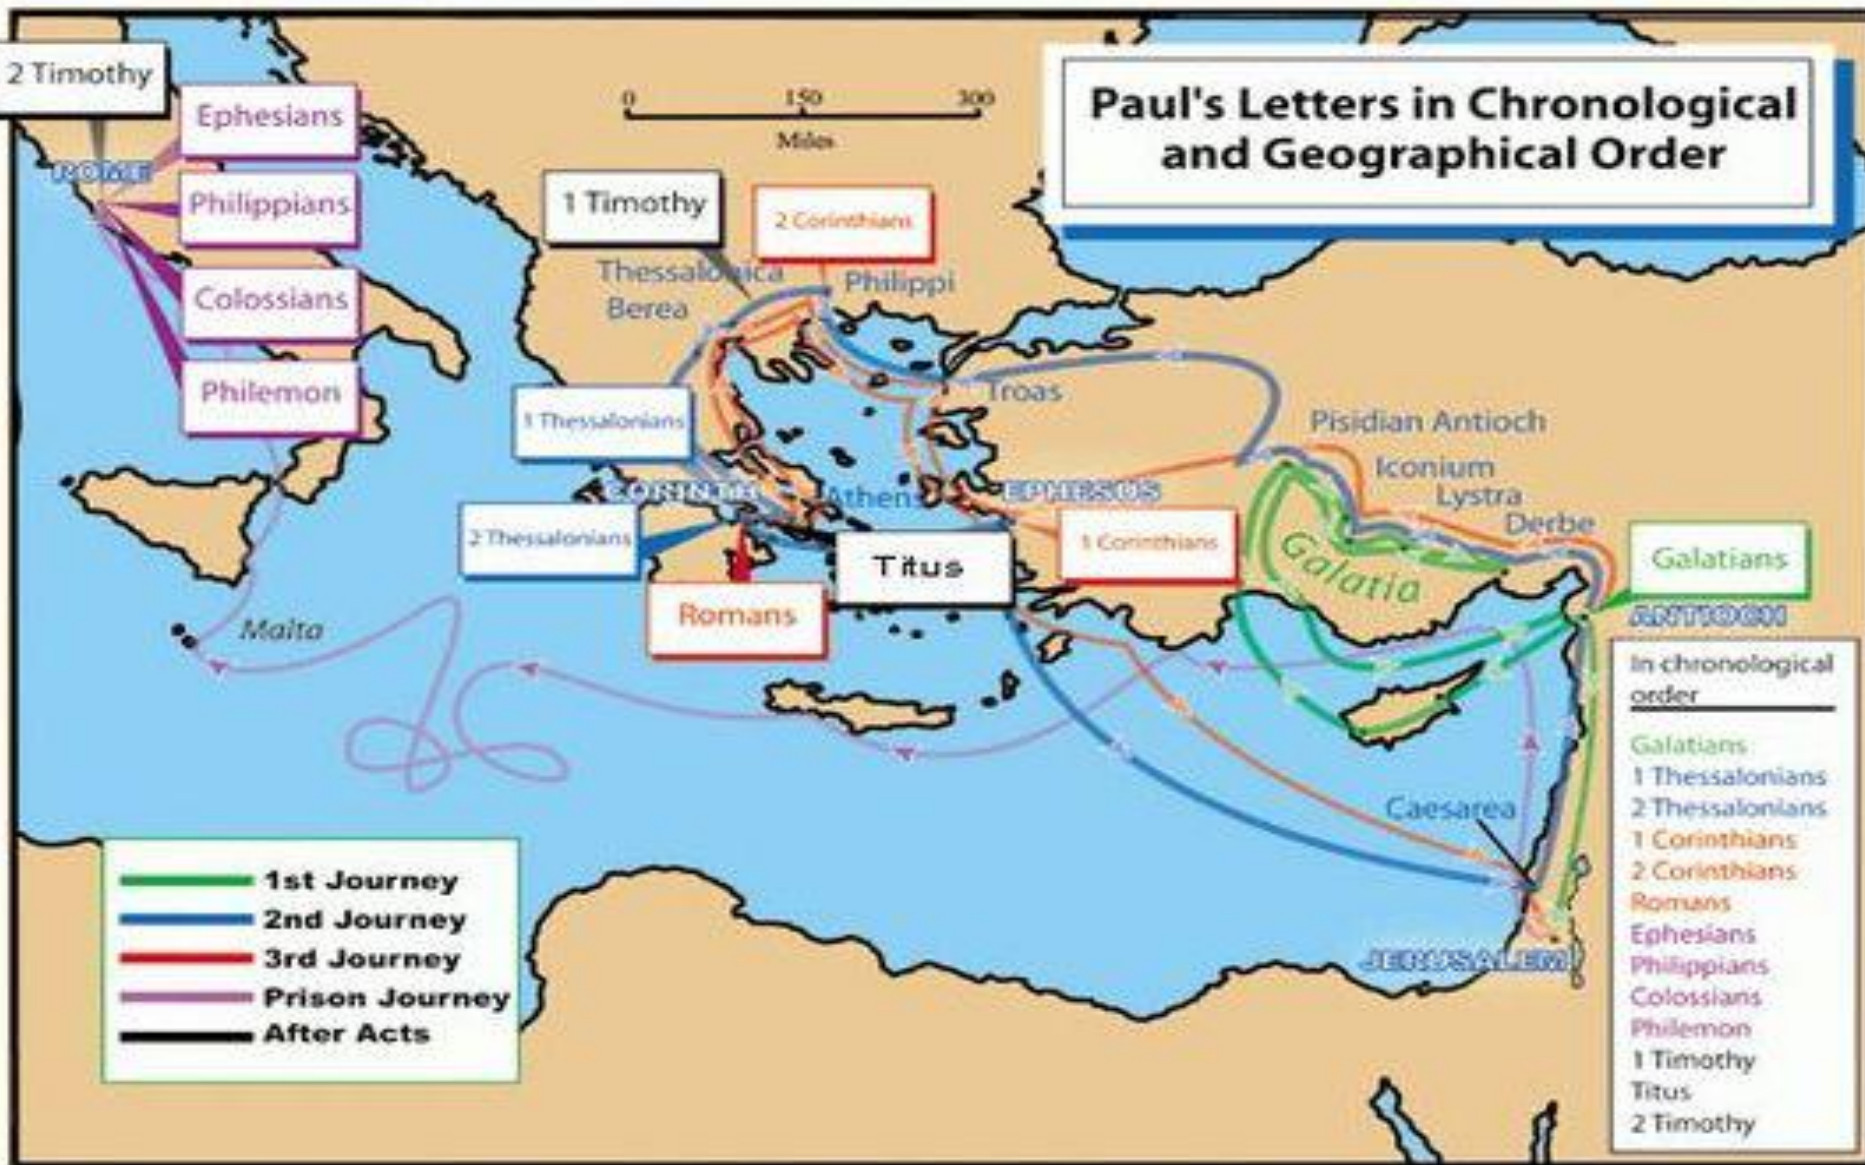 2 Timothy
Ephesians
ROME
Philippians
Colossians
Philemon
0 150 300
Miles
Paul's Letters in Chronological
and Geographical Order
1 Timothy
2 Corinthians
Thessalonica
Philippi
Berea
Troas
1 Thessalonians
Pisidian Antioch
Iconium
Lystra
Derbe
CORINTH
Athens
EPHESUS
2 Thessalonians
Titus
1 Corinthians
Galatia
Galatians
Romans
ANTIOCH
Malta
Caesarea
JERUSALEM
1st Journey
2nd Journey
3rd Journey
Prison Journey
After Acts
In chronological
order
Galatians
1 Thessalonians
2 Thessalonians
1 Corinthians
2 Corinthians
Romans
Ephesians
Philippians
Colossians
Philemon
1 Timothy
Titus
2 Timothy